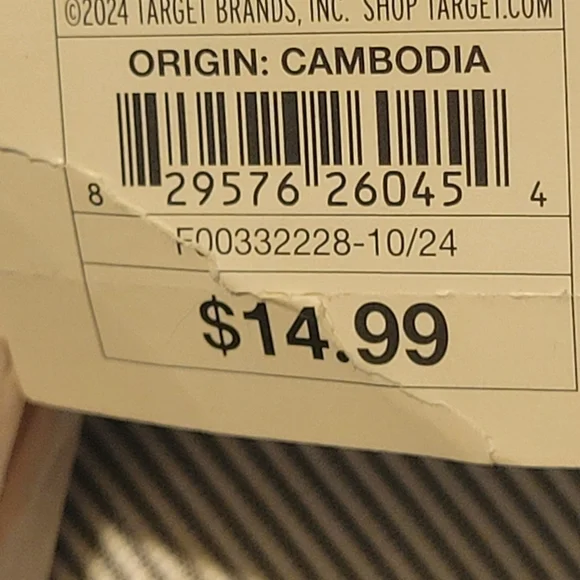 ©2024 TARGET BRANDS, INC. SHOP TARGET.COM
ORIGIN: CAMBODIA
8 29576 26045 4
F00332228-10/24
$14.99